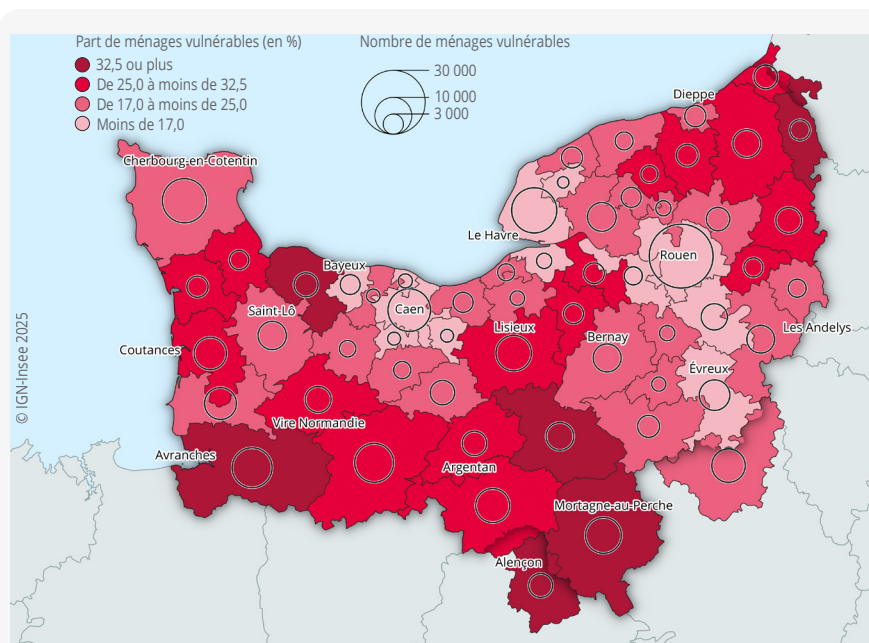 Part de ménages vulnérables (en %)
32,5 ou plus
De 25,0 à moins de 32,5
De 17,0 à moins de 25,0
Moins de 17,0
Nombre de ménages vulnérables
30 000
10 000
3 000
Dieppe
Cherbourg-en-Cotentin
Le Havre
Rouen
Bayeux
Caen
Saint-Lô
Lisieux
Les Andelys
Bernay
Coutances
Évreux
Vire Normandie
Avranches
Argentan
Mortagne-au-Perche
Alençon
© IGN-Insee 2025